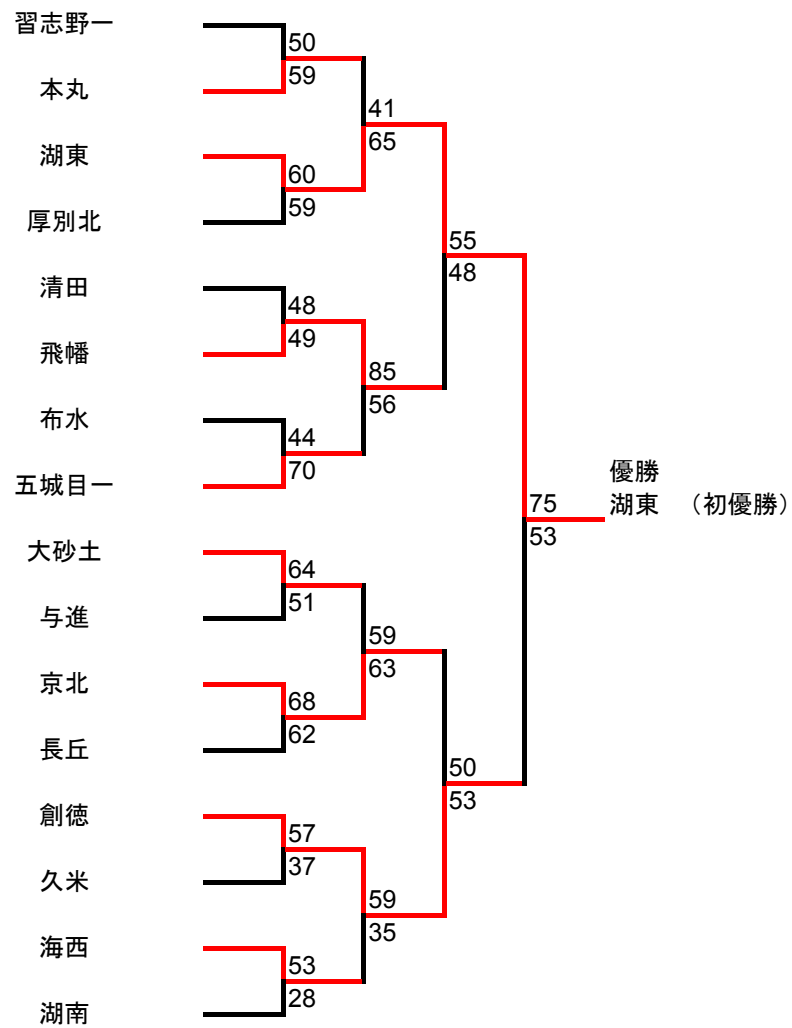 習志野一
50
59
本丸
41
65
湖東
60
59
厚別北
55
48
清田
48
49
飛幡
85
56
布水
44
70
五城目一
優勝
湖東 （初優勝）
75
53
大砂土
64
51
与進
59
63
京北
68
62
長丘
50
53
創徳
57
37
久米
59
35
海西
53
28
湖南